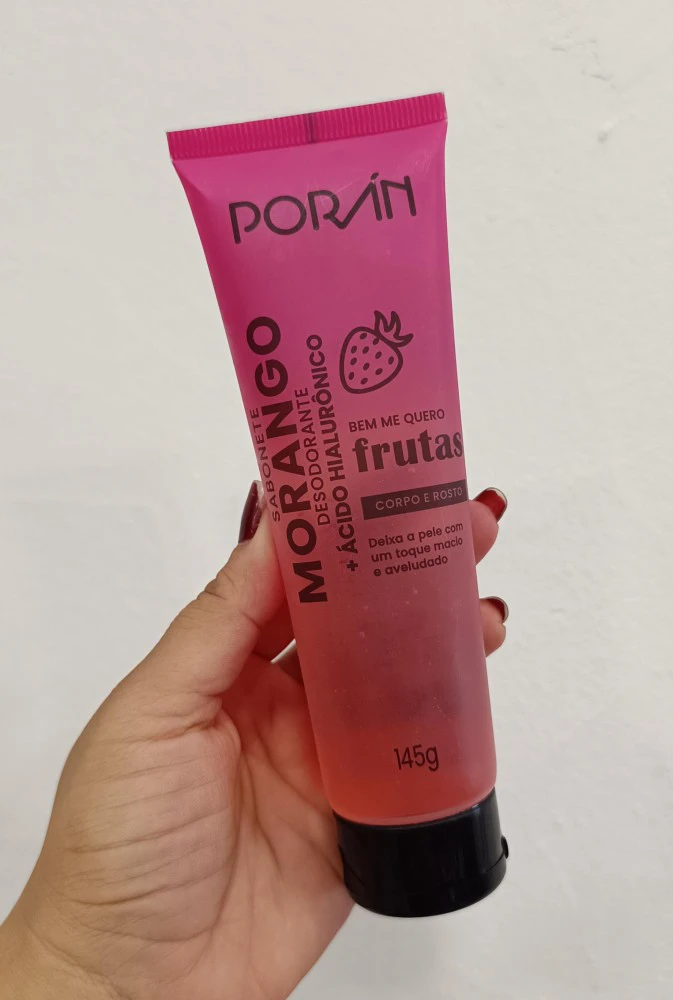 PORÁN
SABONETE
MORANGO
DESODORANTE
+ ÁCIDO HIALURÔNICO
BEM ME QUERO
frutas
CORPO E ROSTO
Deixa a pele com
um toque macio
e aveludado
145g